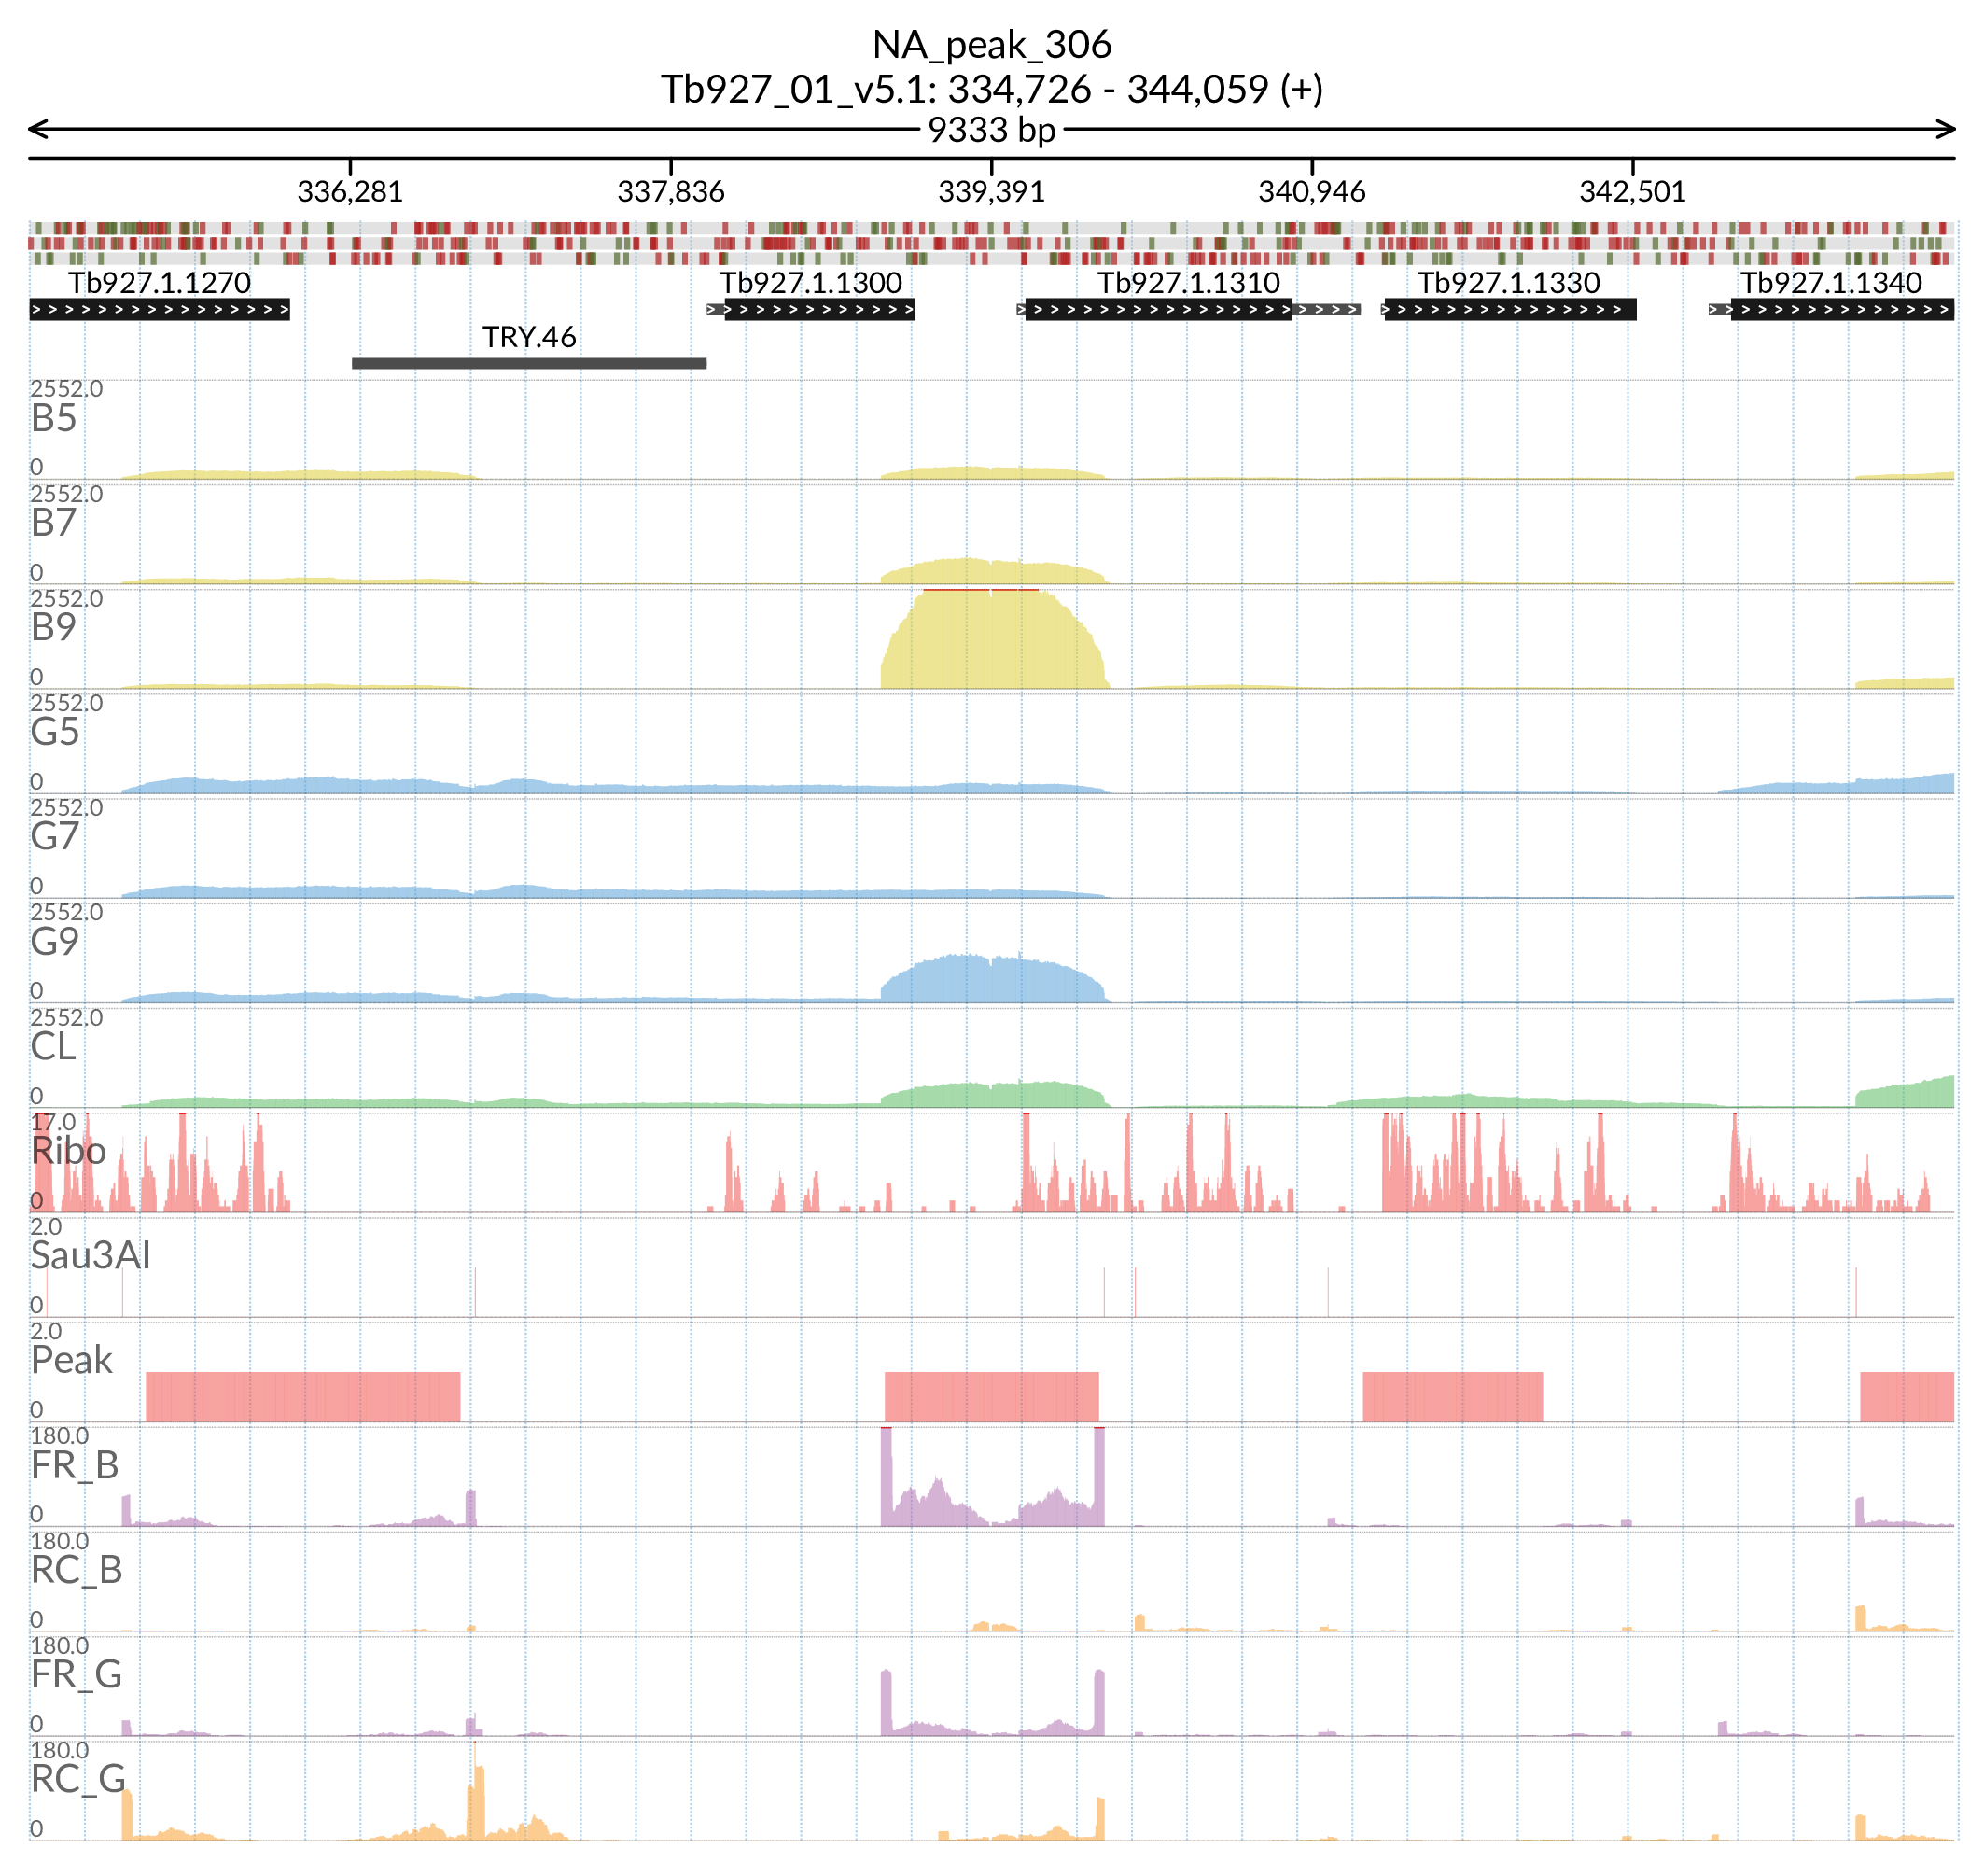 NA_peak_306
Tb927_01_v5.1: 334,726 - 344,059 (+)
9333 bp
336,281 337,836 339,391 340,946 342,501
Tb927.1.1270 Tb927.1.1300 Tb927.1.1310 Tb927.1.1330 Tb927.1.1340
TRY.46
2552.0
B5
0
2552.0
B7
0
2552.0
B9
0
2552.0
G5
0
2552.0
G7
0
2552.0
G9
0
2552.0
CL
0
17.0
Ribo
0
2.0
Sau3AI
0
2.0
Peak
0
180.0
FR_B
0
180.0
RC_B
0
180.0
FR_G
0
180.0
RC_G
0